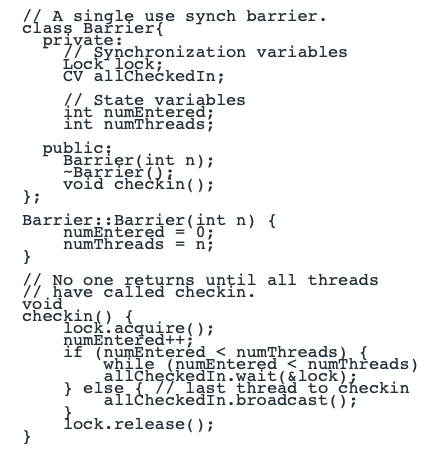 // A single use synch barrier.
class Barrier{
  private:
    // Synchronization variables
    Lock lock;
    CV allCheckedIn;

    // State variables
    int numEntered;
    int numThreads;

  public:
    Barrier(int n);
    ~Barrier();
    void checkin();
};

Barrier::Barrier(int n) {
    numEntered = 0;
    numThreads = n;
}

// No one returns until all threads
// have called checkin.
void
checkin() {
    lock.acquire();
    numEntered++;
    if (numEntered < numThreads) {
        while (numEntered < numThreads)
        allCheckedIn.wait(&lock);
    } else { // last thread to checkin
        allCheckedIn.broadcast();
    }
    lock.release();
}